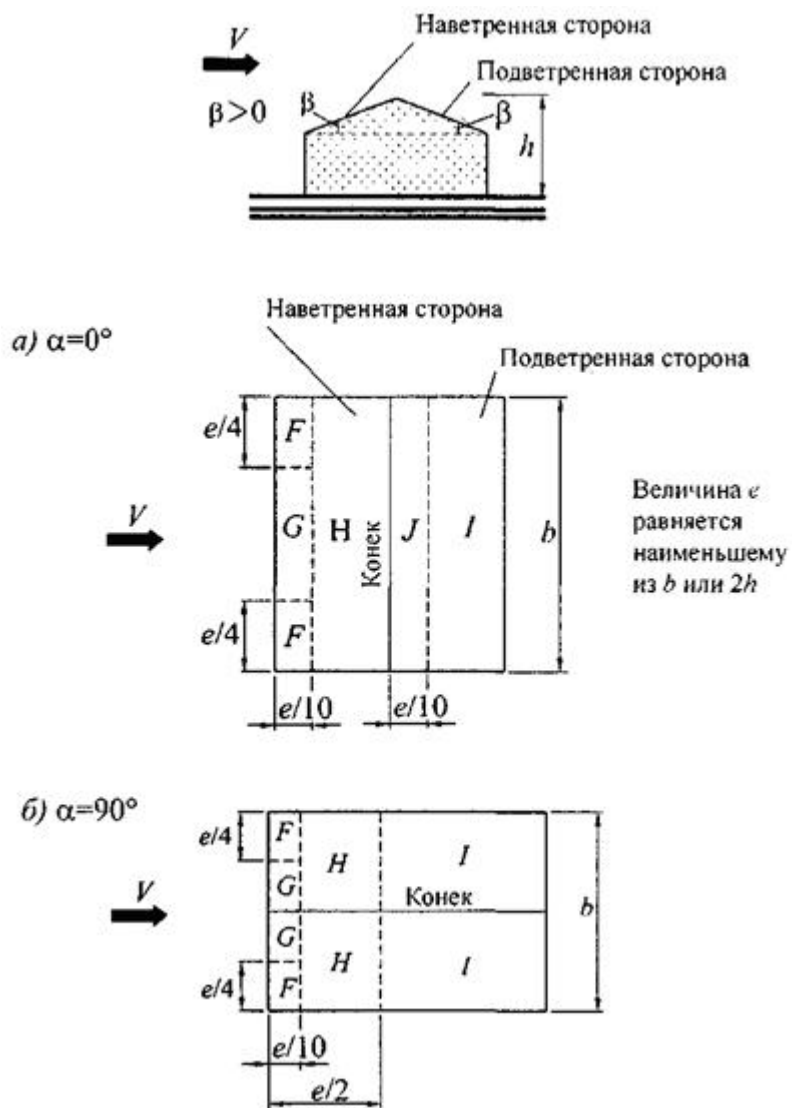 Наветренная сторона
V
Подветренная сторона
β>0
β
β
h
Наветренная сторона
а) α=0°
Подветренная сторона
e/4
F
V
G
H
Конек
J
I
b
Величина e
равняется
наименьшему
из b или 2h
e/4
F
e/10
e/10
б) α=90°
e/4
F
H
I
G
Конек
V
b
G
H
I
e/4
F
e/10
e/2